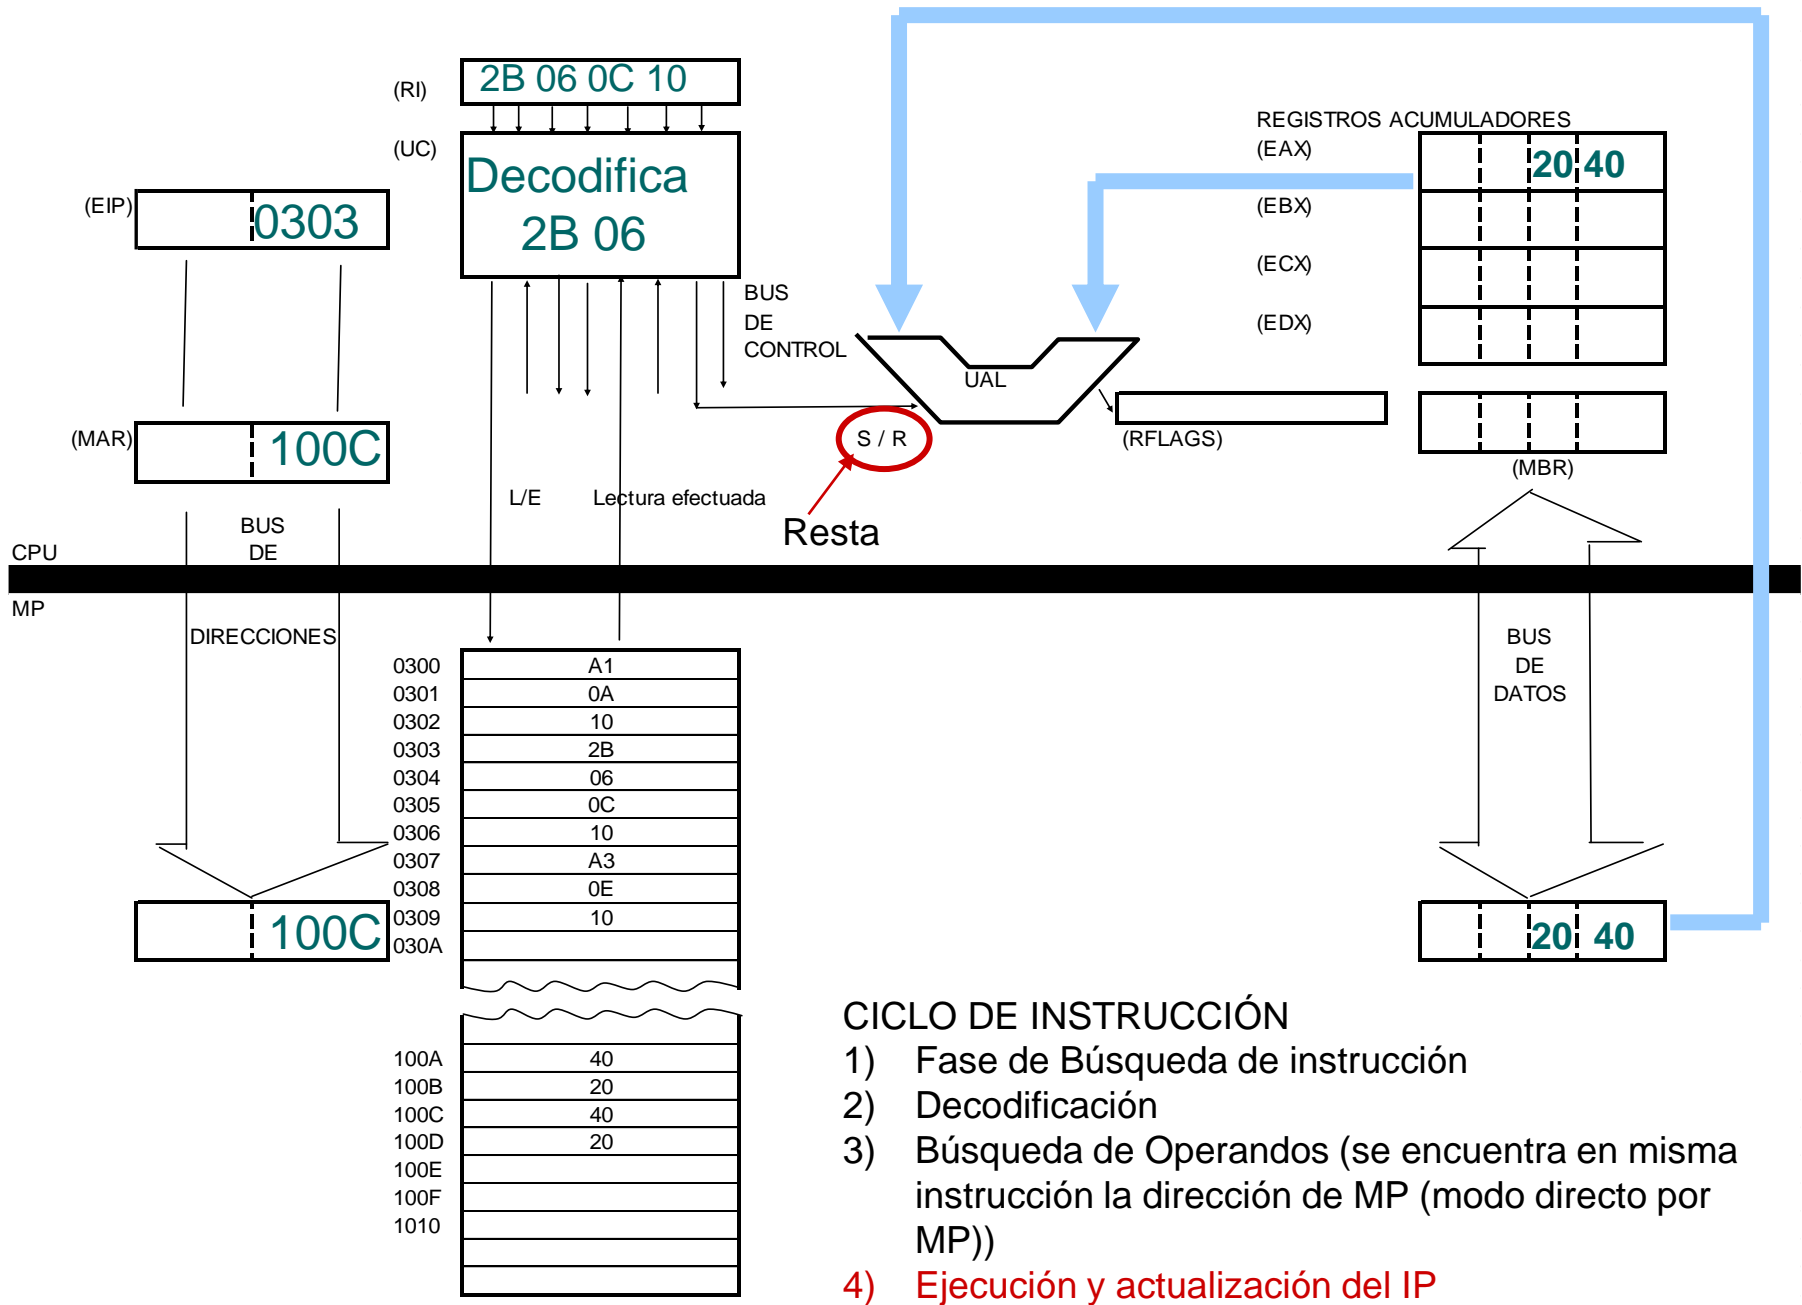 (RI)
2B 06 0C 10
(UC)
Decodifica
2B 06
(EIP)
0303
(MAR)
100C
BUS
DE
CONTROL
REGISTROS ACUMULADORES
(EAX)
20 40
(EBX)
(ECX)
(EDX)
UAL
S / R
(RFLAGS)
(MBR)
L/E
Lectura efectuada
Resta
BUS
DE
CPU
MP
DIRECCIONES
BUS
DE
DATOS
0300 A1
0301 0A
0302 10
0303 2B
0304 06
0305 0C
0306 10
0307 A3
0308 0E
0309 10
030A
100C
20 40
100A 40
100B 20
100C 40
100D 20
100E
100F
1010
CICLO DE INSTRUCCIÓN
1) Fase de Búsqueda de instrucción
2) Decodificación
3) Búsqueda de Operandos (se encuentra en misma
instrucción la dirección de MP (modo directo por
MP))
4) Ejecución y actualización del IP